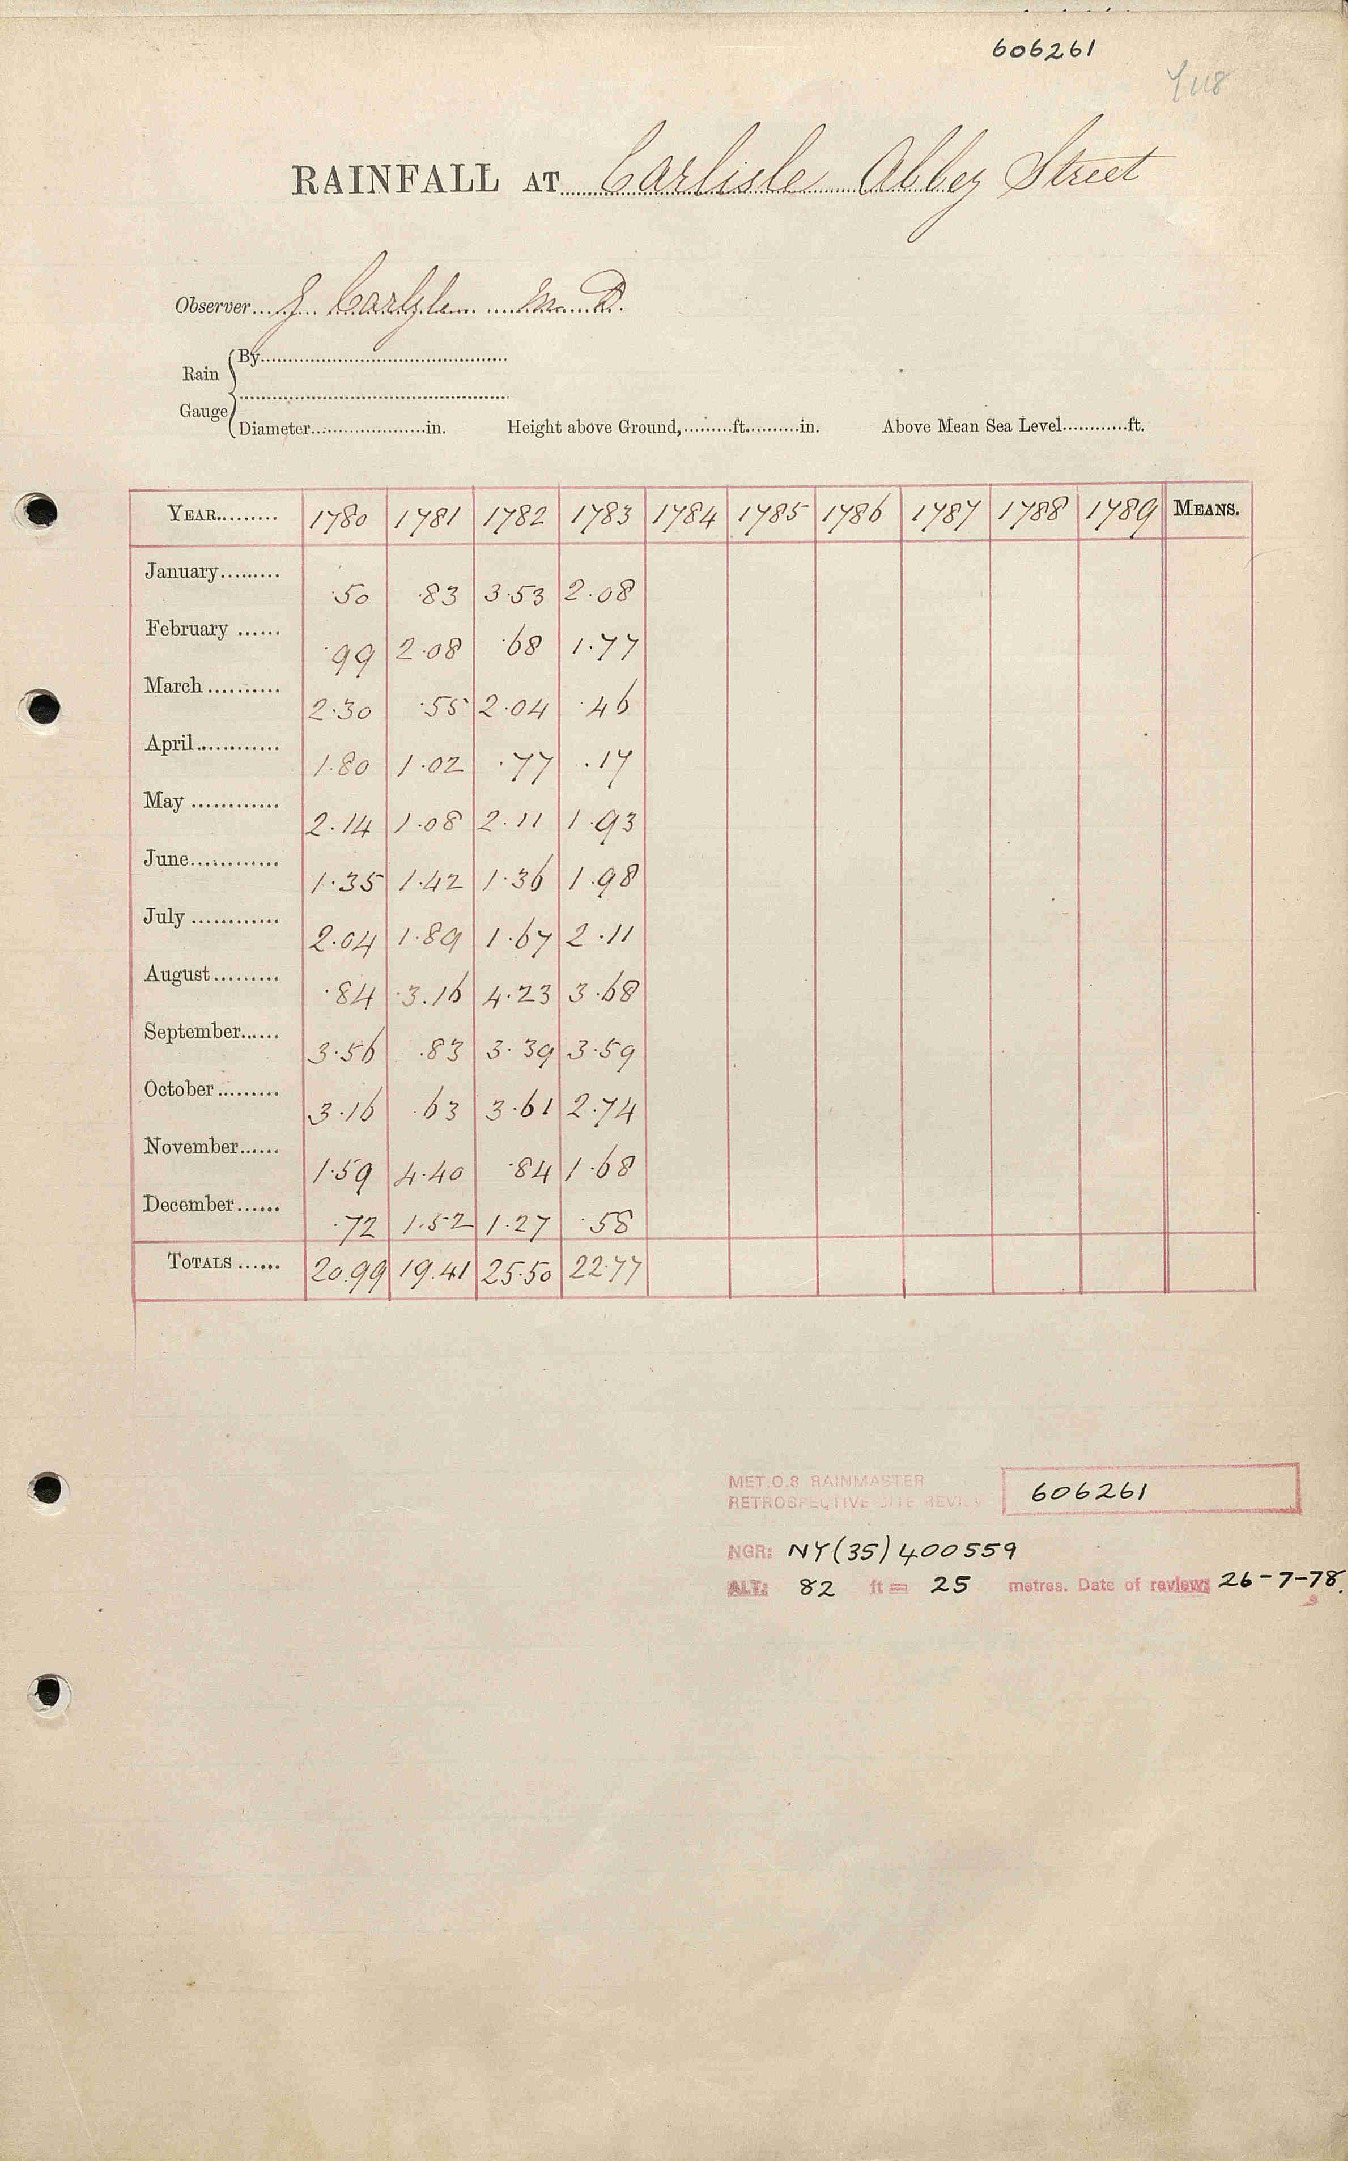 606261
RAINFALL AT Carlisle Abbey Street
Observer J Carlyle M.D.
Rain Gauge
By
Diameter in. Height above Ground, ft. in. Above Mean Sea Level ft.
YEAR 1780 1781 1782 1783 1784 1785 1786 1787 1788 1789 MEANS.
January .50 .83 3.53 2.08
February .99 2.08 .68 1.77
March 2.30 .55 2.04 .46
April 1.80 1.02 .77 .17
May 2.14 1.08 2.11 1.93
June 1.35 1.42 1.36 1.98
July 2.04 1.89 1.67 2.11
August .84 3.16 4.23 3.68
September 3.56 .83 3.39 3.59
October 3.16 .63 3.61 2.74
November 1.59 4.40 .84 1.68
December .72 1.52 1.27 .58
TOTALS 20.99 19.41 25.50 22.77
MET.O.8 RAINMASTER
RETROSPECTIVE SITE REVIEW 606261
NGR: NY(35)400559
ALT: 82 ft = 25 metres. Date of review: 26-7-78.